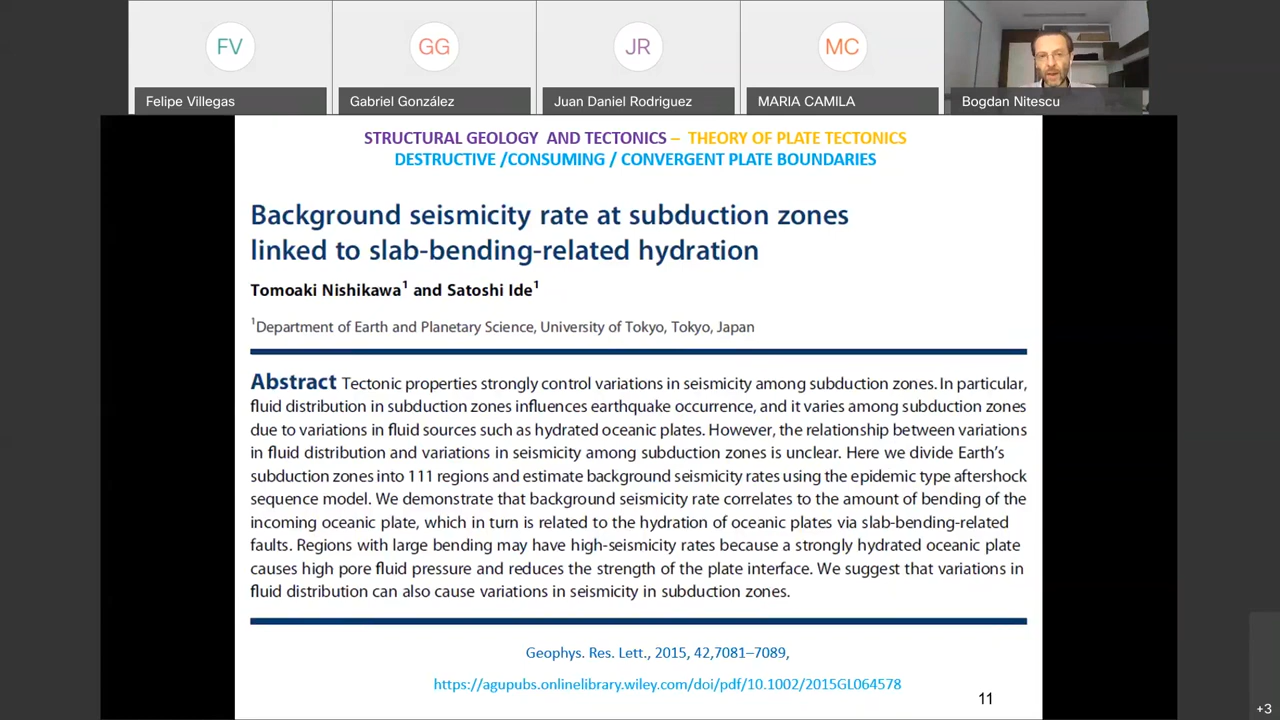 FV
GG
JR
MC
Felipe Villegas
Gabriel González
Juan Daniel Rodriguez
MARIA CAMILA
Bogdan Nitescu
STRUCTURAL GEOLOGY AND TECTONICS – THEORY OF PLATE TECTONICS
DESTRUCTIVE /CONSUMING / CONVERGENT PLATE BOUNDARIES
Background seismicity rate at subduction zones
linked to slab-bending-related hydration
Tomoaki Nishikawa1 and Satoshi Ide1
1Department of Earth and Planetary Science, University of Tokyo, Tokyo, Japan
Abstract Tectonic properties strongly control variations in seismicity among subduction zones. In particular,
fluid distribution in subduction zones influences earthquake occurrence, and it varies among subduction zones
due to variations in fluid sources such as hydrated oceanic plates. However, the relationship between variations
in fluid distribution and variations in seismicity among subduction zones is unclear. Here we divide Earth's
subduction zones into 111 regions and estimate background seismicity rates using the epidemic type aftershock
sequence model. We demonstrate that background seismicity rate correlates to the amount of bending of the
incoming oceanic plate, which in turn is related to the hydration of oceanic plates via slab-bending-related
faults. Regions with large bending may have high-seismicity rates because a strongly hydrated oceanic plate
causes high pore fluid pressure and reduces the strength of the plate interface. We suggest that variations in
fluid distribution can also cause variations in seismicity in subduction zones.
Geophys. Res. Lett., 2015, 42,7081–7089,
https://agupubs.onlinelibrary.wiley.com/doi/pdf/10.1002/2015GL064578
11
+3